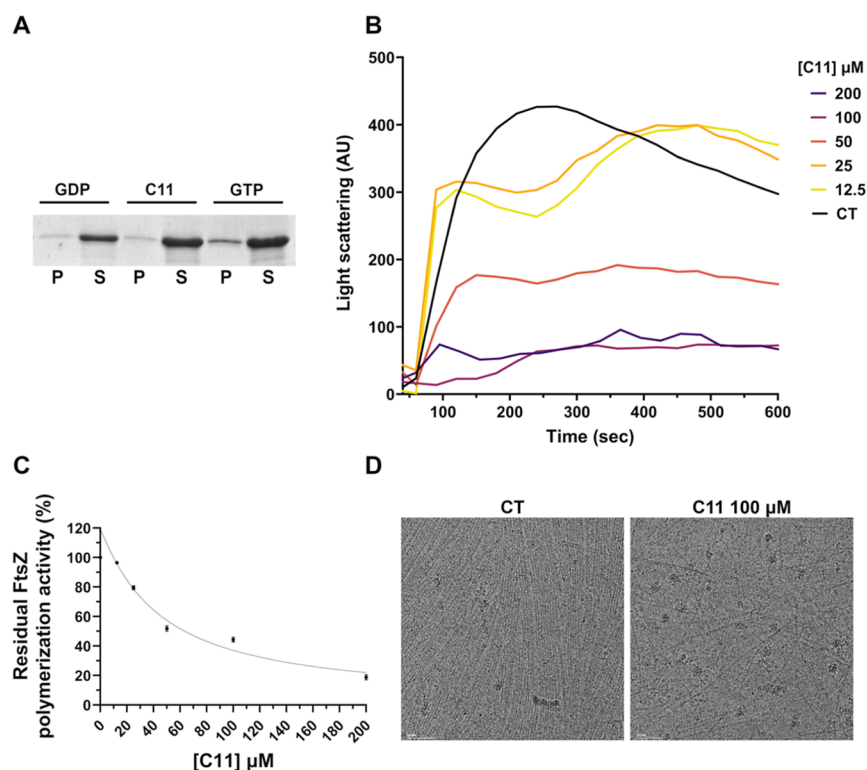 A
GDP C11 GTP
P S P S P S
B
Light scattering (AU)
500
400
300
200
100
0
100 200 300 400 500 600
Time (sec)
[C11] µM
200
100
50
25
12.5
CT
C
Residual FtsZ
polymerization activity (%)
120
100
80
60
40
20
0
0 20 40 60 80 100 120 140 160 180 200
[C11] µM
D
CT
C11 100 µM